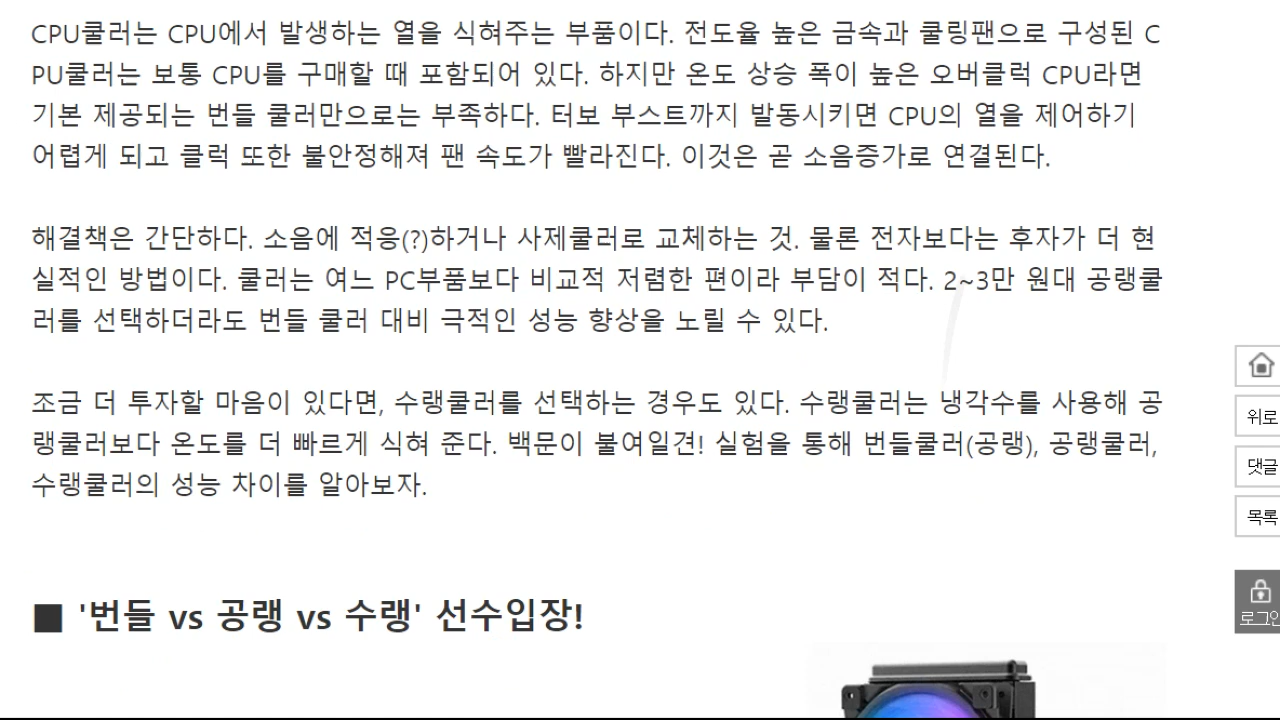 CPU쿨러는 CPU에서 발생하는 열을 식혀주는 부품이다. 전도율 높은 금속과 쿨링팬으로 구성된 C
PU쿨러는 보통 CPU를 구매할 때 포함되어 있다. 하지만 온도 상승 폭이 높은 오버클럭 CPU라면
기본 제공되는 번들 쿨러만으로는 부족하다. 터보 부스트까지 발동시키면 CPU의 열을 제어하기
어렵게 되고 클럭 또한 불안정해져 팬 속도가 빨라진다. 이것은 곧 소음증가로 연결된다.
해결책은 간단하다. 소음에 적응(?)하거나 사제쿨러로 교체하는 것. 물론 전자보다는 후자가 더 현
실적인 방법이다. 쿨러는 여느 PC부품보다 비교적 저렴한 편이라 부담이 적다. 2~3만 원대 공랭쿨
러를 선택하더라도 번들 쿨러 대비 극적인 성능 향상을 노릴 수 있다.
조금 더 투자할 마음이 있다면, 수랭쿨러를 선택하는 경우도 있다. 수랭쿨러는 냉각수를 사용해 공
랭쿨러보다 온도를 더 빠르게 식혀 준다. 백문이 불여일견! 실험을 통해 번들쿨러(공랭), 공랭쿨러,
수랭쿨러의 성능 차이를 알아보자.
위로
댓글
목록
로그인
■ '번들 vs 공랭 vs 수랭' 선수입장!